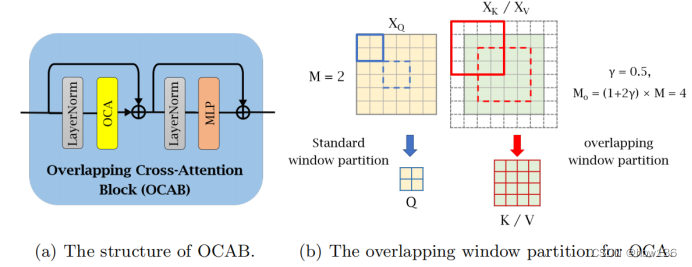 LayerNorm
OCA
LayerNorm
MLP
Overlapping Cross-Attention
Block (OCAB)
(a) The structure of OCAB.
X_Q
X_K / X_V
M = 2
γ = 0.5,
M_o = (1+2γ) × M = 4
Standard
window partition
overlapping
window partition
Q
K / V
(b) The overlapping window partition for OCA.